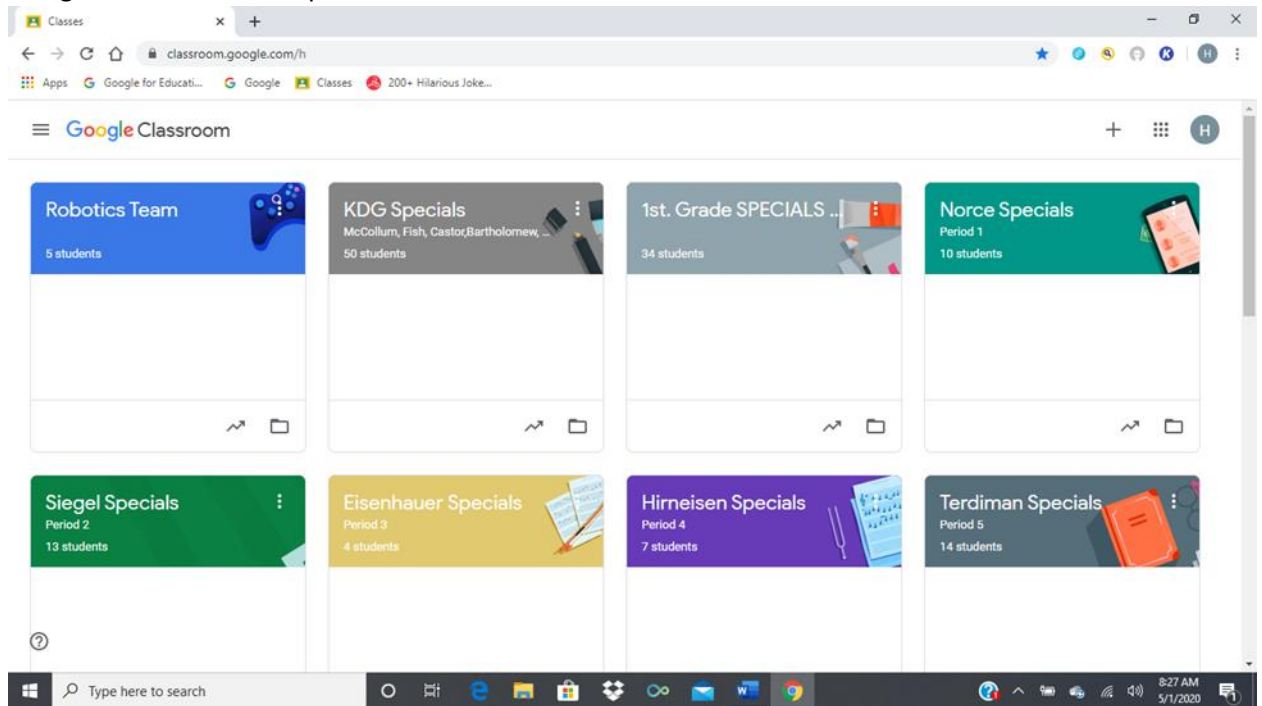 Classes
classroom.google.com/h
H
Apps Google for Educati... Google Classes 200+ Hilarious Joke...
Google Classroom
H
Robotics Team
5 students
KDG Specials
McCollum, Fish, Castor,Bartholomew, ...
50 students
1st. Grade SPECIALS ...
34 students
Norce Specials
Period 1
10 students
Siegel Specials
Period 2
13 students
Eisenhauer Specials
Period 3
4 students
Hirneisen Specials
Period 4
7 students
Terdiman Specials
Period 5
14 students
Type here to search
8:27 AM
5/1/2020